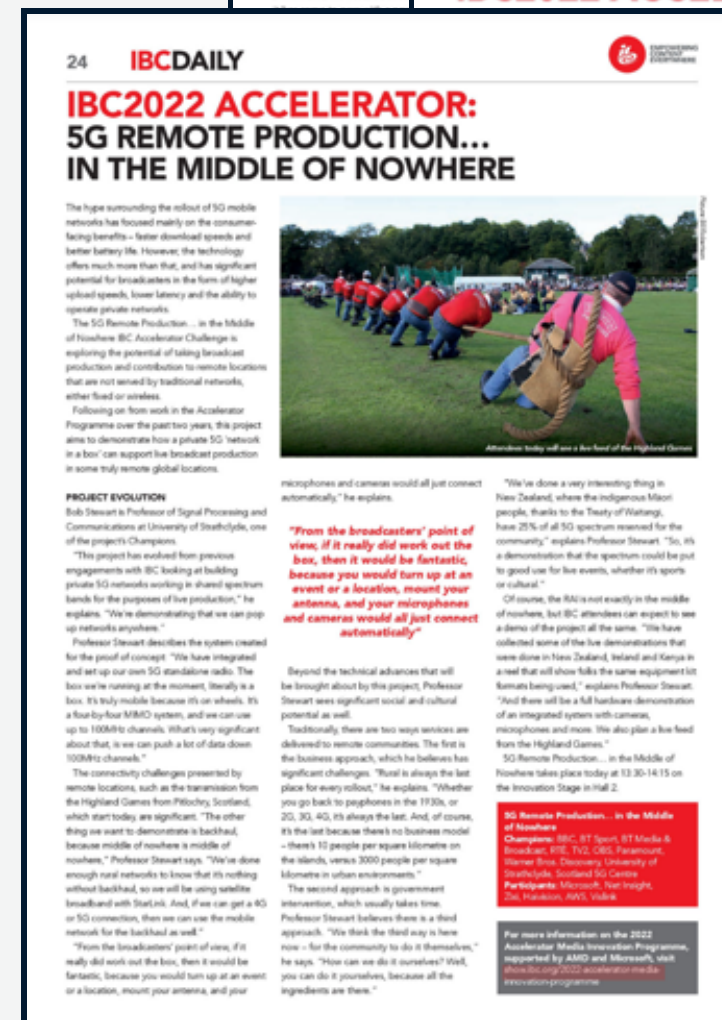 24
IBCDAILY
EMPOWERING
CONTENT
EVERYWHERE
IBC2022 ACCELERATOR:
5G REMOTE PRODUCTION…
IN THE MIDDLE OF NOWHERE
The hype surrounding the rollout of 5G mobile
networks has focused mainly on the consumer-
facing benefits – faster download speeds and
better battery life. However, the technology
offers much more than that, and has significant
potential for broadcasters in the form of higher
upload speeds, lower latency and the ability to
operate private networks.
The 5G Remote Production… in the Middle
of Nowhere IBC Accelerator Challenge is
exploring the potential of taking broadcast
production and contribution to remote locations
that are not served by traditional networks,
either fixed or wireless.
Following on from work in the Accelerator
Programme over the past two years, this project
aims to demonstrate how a private 5G 'network
in a box' can support live broadcast production
in some truly remote global locations.
PROJECT EVOLUTION
Bob Stewart is Professor of Signal Processing and
Communications at University of Strathclyde, one
of the project's Champions.
"This project has evolved from previous
engagements with IBC looking at building
private 5G networks working in shared spectrum
bands for the purposes of live production," he
explains. "We're demonstrating that we can pop
up networks anywhere."
Professor Stewart describes the system created
for the proof of concept. "We have integrated
and set up our own 5G standalone radio. The
box we're running at the moment, literally is a
box. It's truly mobile because it's on wheels. It's
a four-by-four MIMO system, and we can use
up to 100MHz channels. What's very significant
about that, is we can push a lot of data down
100MHz channels."
The connectivity challenges presented by
remote locations, such as the transmission from
the Highland Games from Pitlochry, Scotland,
which start today, are significant. "The other
thing we want to demonstrate is backhaul,
because middle of nowhere is middle of
nowhere," Professor Stewart says. "We've done
enough rural networks to know that it's nothing
without backhaul, so we will be using satellite
broadband with StarLink. And, if we can get a 4G
or 5G connection, then we can use the mobile
network for the backhaul as well."
"From the broadcasters' point of view, if it
really did work out the box, then it would be
fantastic, because you would turn up at an event
or a location, mount your antenna, and your
Attendees today will see a live feed of the Highland Games
microphones and cameras would all just connect
automatically," he explains.
"From the broadcasters' point of
view, if it really did work out the
box, then it would be fantastic,
because you would turn up at an
event or a location, mount your
antenna, and your microphones
and cameras would all just connect
automatically"
Beyond the technical advances that will
be brought about by this project, Professor
Stewart sees significant social and cultural
potential as well.
Traditionally, there are two ways services are
delivered to remote communities. The first is
the business approach, which he believes has
significant challenges. "Rural is always the last
place for every rollout," he explains. "Whether
you go back to payphones in the 1930s, or
2G, 3G, 4G, it's always the last. And, of course,
it's the last because there's no business model
– there's 10 people per square kilometre on
the islands, versus 3000 people per square
kilometre in urban environments."
The second approach is government
intervention, which usually takes time.
Professor Stewart believes there is a third
approach. "We think the third way is here
now – for the community to do it themselves,"
he says. "How can we do it ourselves? Well,
you can do it yourselves, because all the
ingredients are there."
"We've done a very interesting thing in
New Zealand, where the indigenous Māori
people, thanks to the Treaty of Waitangi,
have 25% of all 5G spectrum reserved for the
community," explains Professor Stewart. "So, it's
a demonstration that the spectrum could be put
to good use for live events, whether it's sports
or cultural."
Of course, the RAI is not exactly in the middle
of nowhere, but IBC attendees can expect to see
a demo of the project all the same. "We have
collected some of the live demonstrations that
were done in New Zealand, Ireland and Kenya in
a reel that will show folks the same equipment kit
formats being used," explains Professor Stewart.
"And there will be a full hardware demonstration
of an integrated system with cameras,
microphones and more. We also plan a live feed
from the Highland Games."
5G Remote Production… in the Middle of
Nowhere takes place today at 13:30-14:15 on
the Innovation Stage in Hall 2.
5G Remote Production… in the Middle
of Nowhere
Champions: BBC, BT Sport, BT Media &
Broadcast, RTÉ, TV2, OBS, Paramount,
Warner Bros. Discovery, University of
Strathclyde, Scotland 5G Centre
Participants: Microsoft, Net Insight,
Zixi, Haivision, AWS, Vislink
For more information on the 2022
Accelerator Media Innovation Programme,
supported by AMD and Microsoft, visit
show.ibc.org/2022-accelerator-media-
innovation-programme